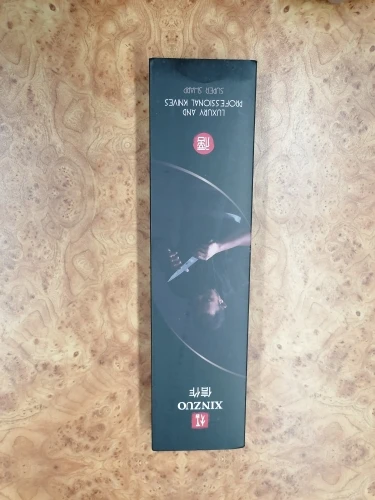 XINZUO
信作
LUXURY AND
PROFESSIONAL KNIVES
SUPER SHARP